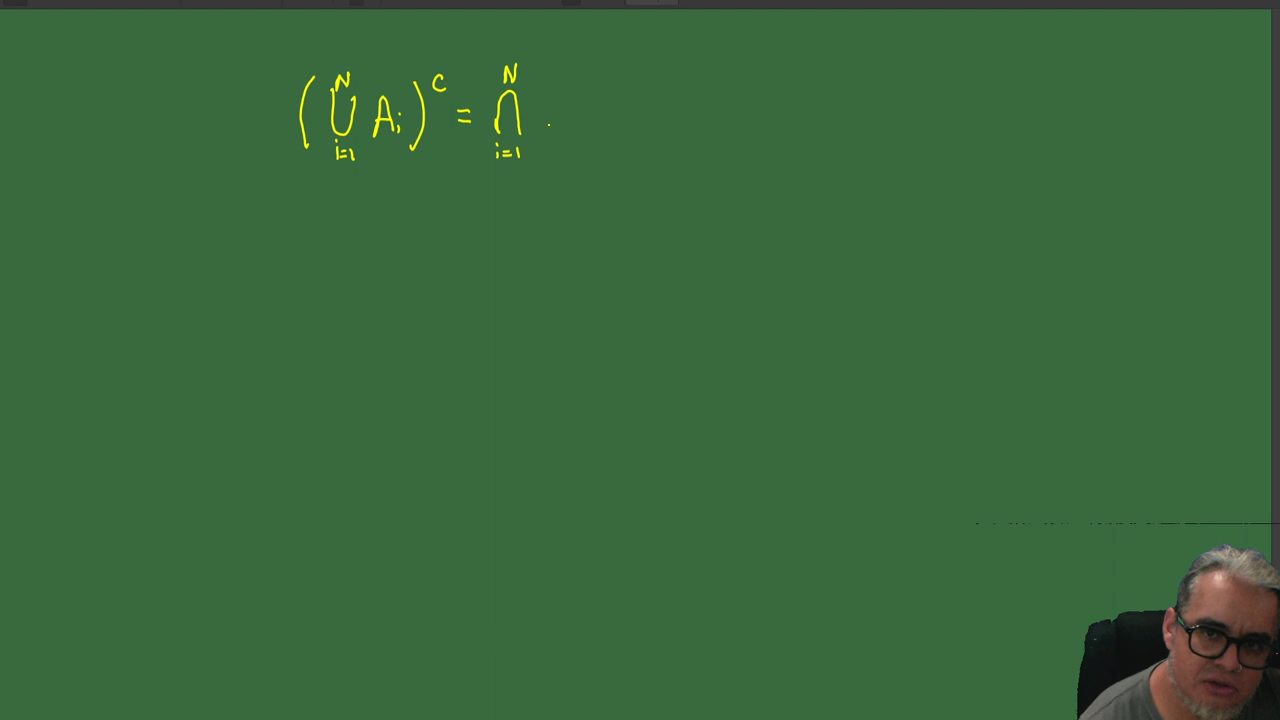 ( ⋃_{i=1}^{N} A_i )^c = ⋂_{i=1}^{N}